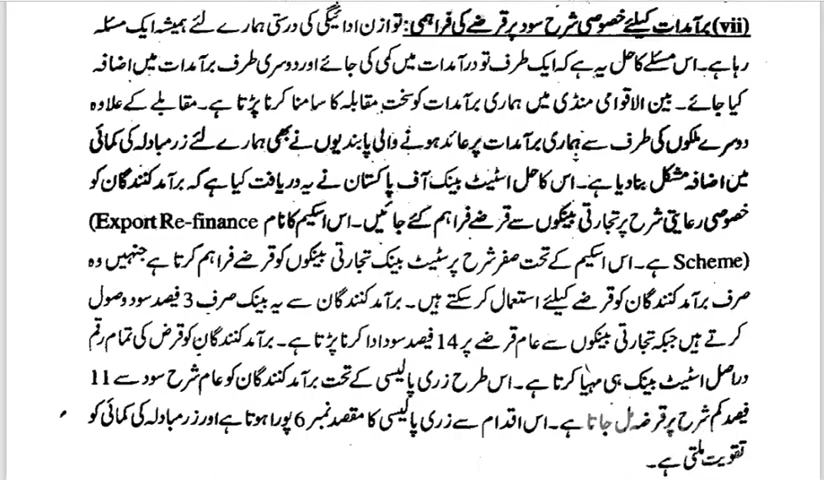 (vii) برآمدات کیلئے خصوصی شرح سود پر قرضے کی فراہمی: توازن ادائیگی کی درستی ہمارے لئے ہمیشہ ایک مسئلہ
رہا ہے۔ اس مسئلے کا حل یہ ہے کہ ایک طرف تو درآمدات میں کمی کی جائے اور دوسری طرف برآمدات میں اضافہ
کیا جائے۔ بین الاقوامی منڈی میں ہماری برآمدات کو سخت مقابلہ کا سامنا کرنا پڑتا ہے۔ مقابلے کے علاوہ
دوسرے ملکوں کی طرف سے ہماری برآمدات پر عائد ہونے والی پابندیوں نے بھی ہمارے لئے زرمبادلہ کی کمائی
میں اضافہ مشکل بنا دیا ہے۔ اس کا حل اسٹیٹ بینک آف پاکستان نے یہ دریافت کیا ہے کہ برآمد کنندگان کو
خصوصی رعایتی شرح پر تجارتی بینکوں سے قرضے فراہم کئے جائیں۔ اس اسکیم کا نام (Export Re-finance
Scheme) ہے۔ اس اسکیم کے تحت صفر شرح پر سٹیٹ بینک تجارتی بینکوں کو قرضے فراہم کرتا ہے جنہیں وہ
صرف برآمد کنندگان کو قرضے کیلئے استعمال کر سکتے ہیں۔ برآمد کنندگان سے یہ بینک صرف 3 فیصد سود وصول
کرتے ہیں جبکہ تجارتی بینکوں سے عام قرضے پر 14 فیصد سود ادا کرنا پڑتا ہے۔ برآمد کنندگان کو قرض کی تمام رقم
دراصل اسٹیٹ بینک ہی مہیا کرتا ہے۔ اس طرح زری پالیسی کے تحت برآمد کنندگان کو عام شرح سود سے 11
فیصد کم شرح پر قرضہ مل جاتا ہے۔ اس اقدام سے زری پالیسی کا مقصد نمبر 6 پورا ہوتا ہے اور زرمبادلہ کی کمائی کو
تقویت ملتی ہے۔